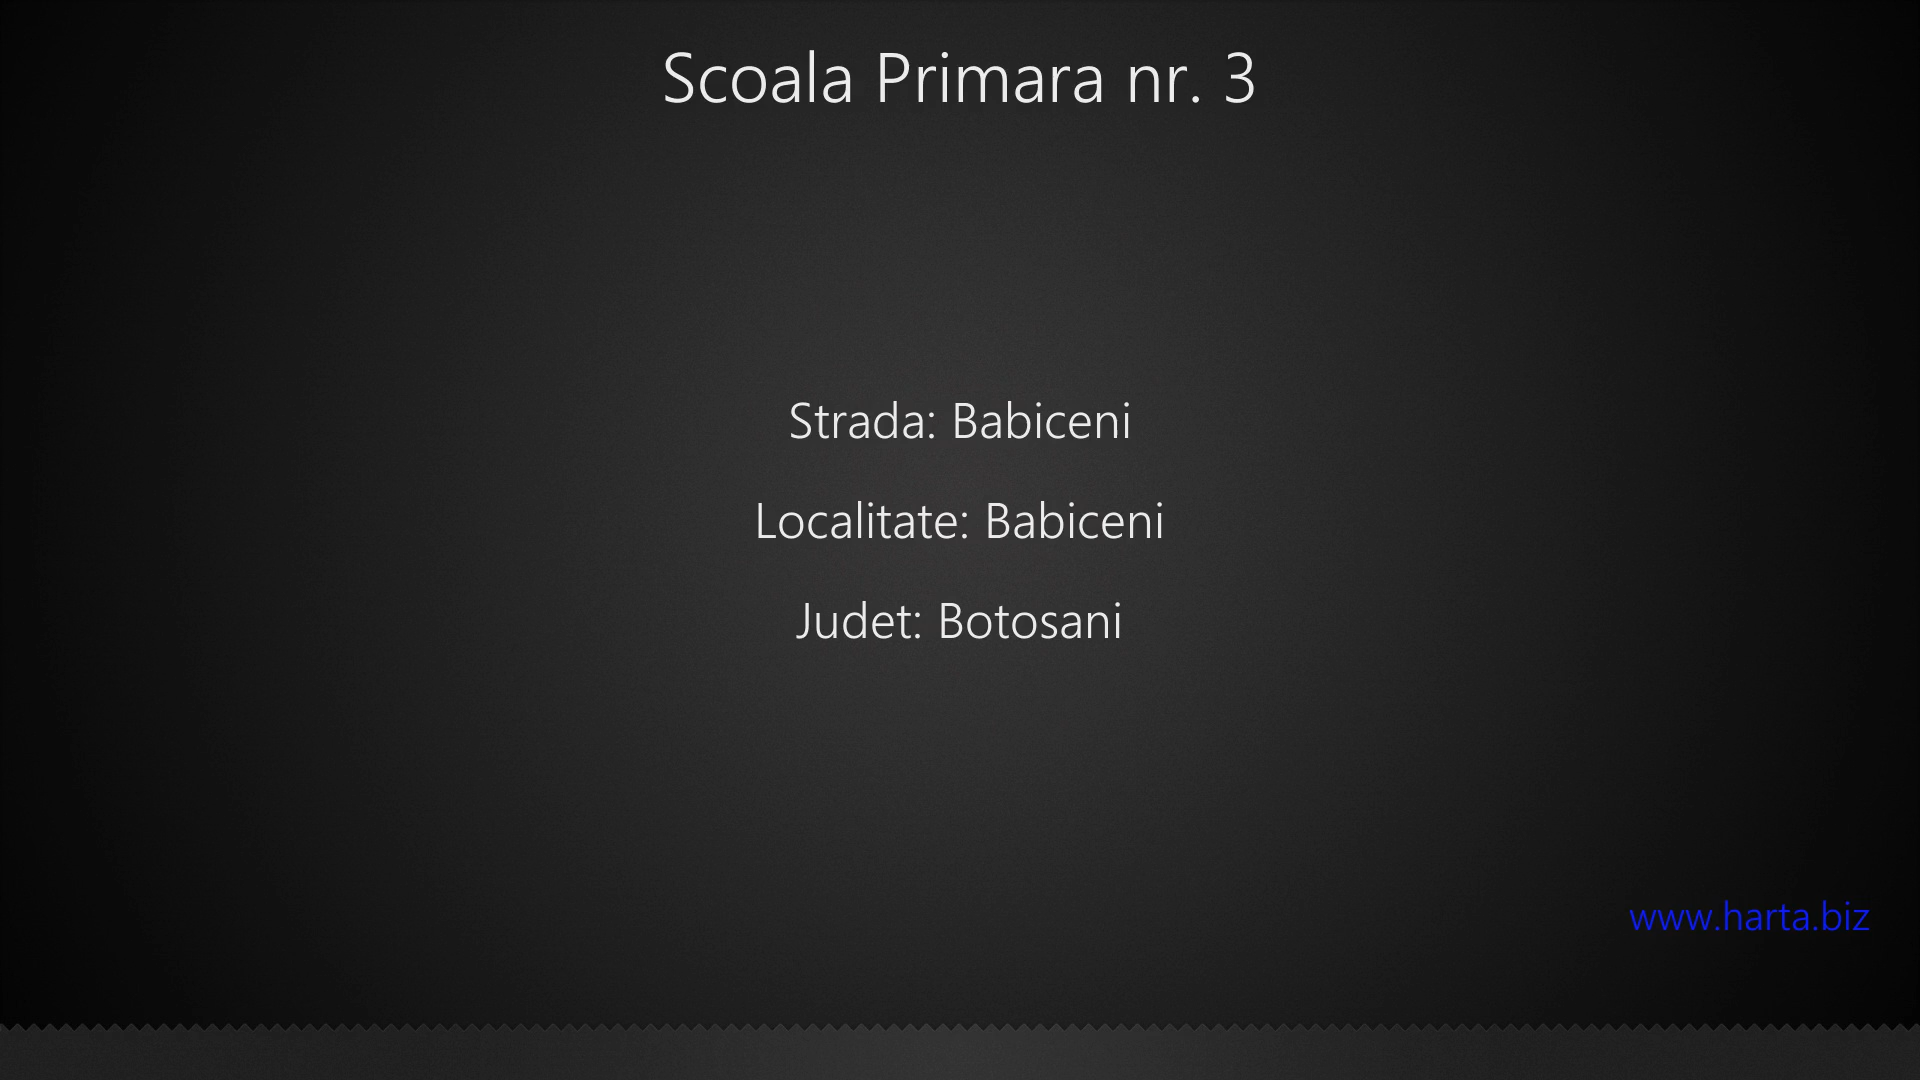 Scoala Primara nr. 3
Strada: Babiceni
Localitate: Babiceni
Judet: Botosani
www.harta.biz